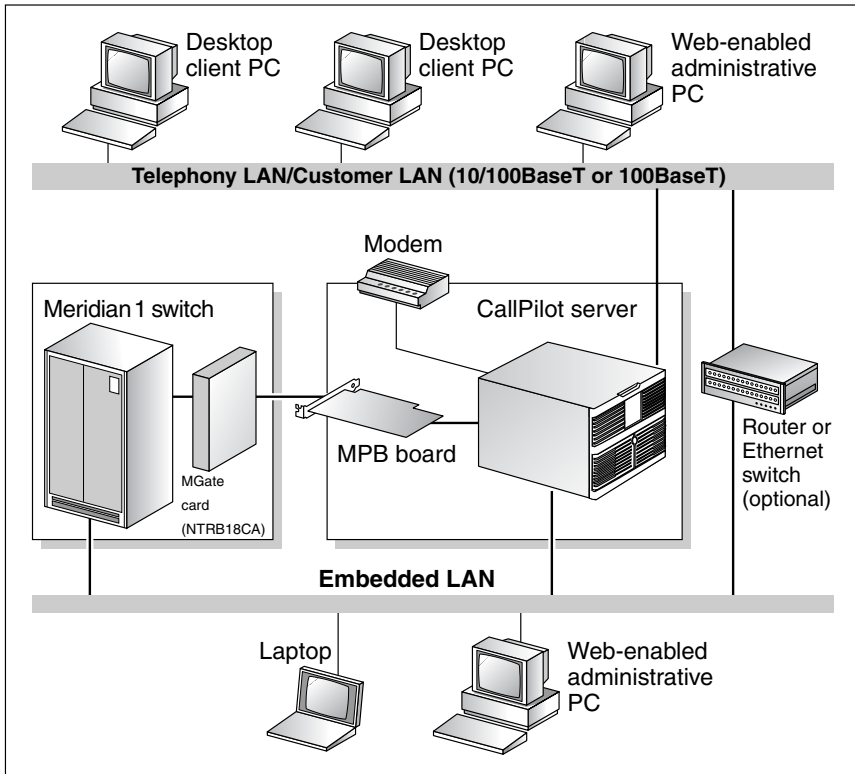 Desktop
client PC
Desktop
client PC
Web-enabled
administrative
PC
Telephony LAN/Customer LAN (10/100BaseT or 100BaseT)
Modem
Meridian 1 switch
CallPilot server
MGate
card
(NTRB18CA)
MPB board
Router or
Ethernet
switch
(optional)
Embedded LAN
Laptop
Web-enabled
administrative
PC